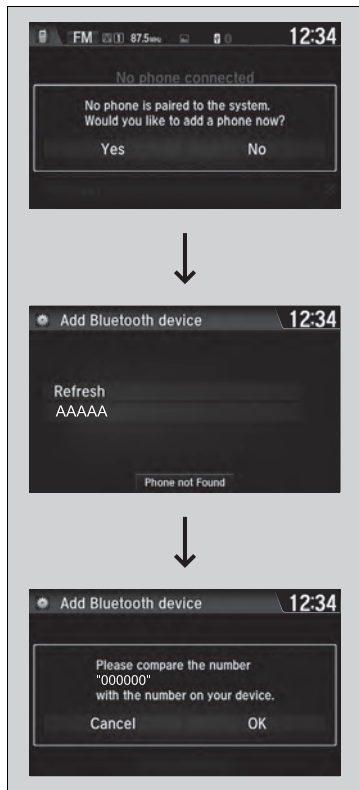 FM 87.5MHz 0 12:34
No phone connected
No phone is paired to the system.
Would you like to add a phone now?
Yes No
Add Bluetooth device 12:34
Refresh
AAAAA
Phone not Found
Add Bluetooth device 12:34
Please compare the number
"000000"
with the number on your device.
Cancel OK